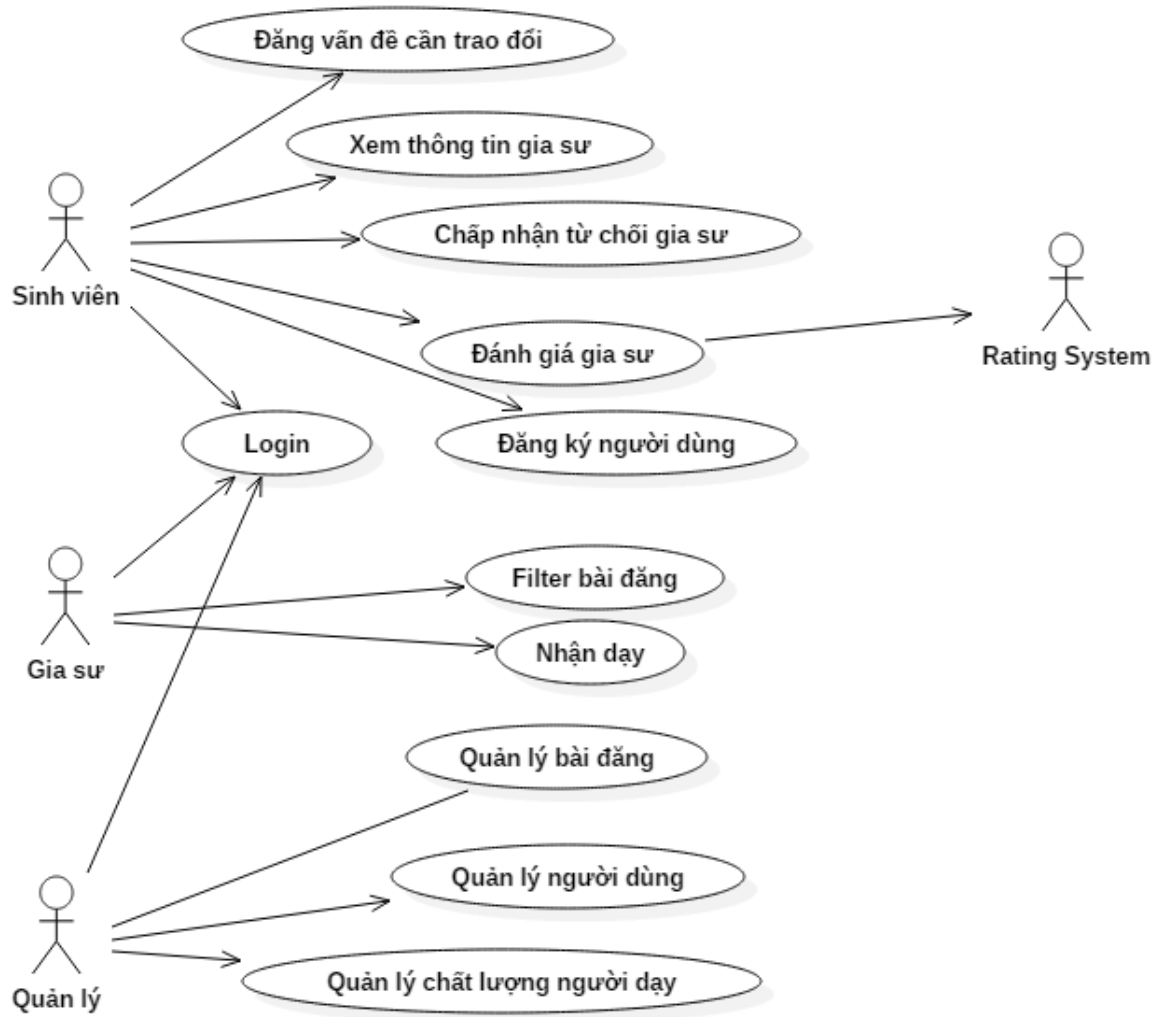 Đăng vấn đề cần trao đổi
Xem thông tin gia sư
Chấp nhận từ chối gia sư
Sinh viên
Đánh giá gia sư
Rating System
Login
Đăng ký người dùng
Filter bài đăng
Nhận dạy
Gia sư
Quản lý bài đăng
Quản lý người dùng
Quản lý chất lượng người dạy
Quản lý